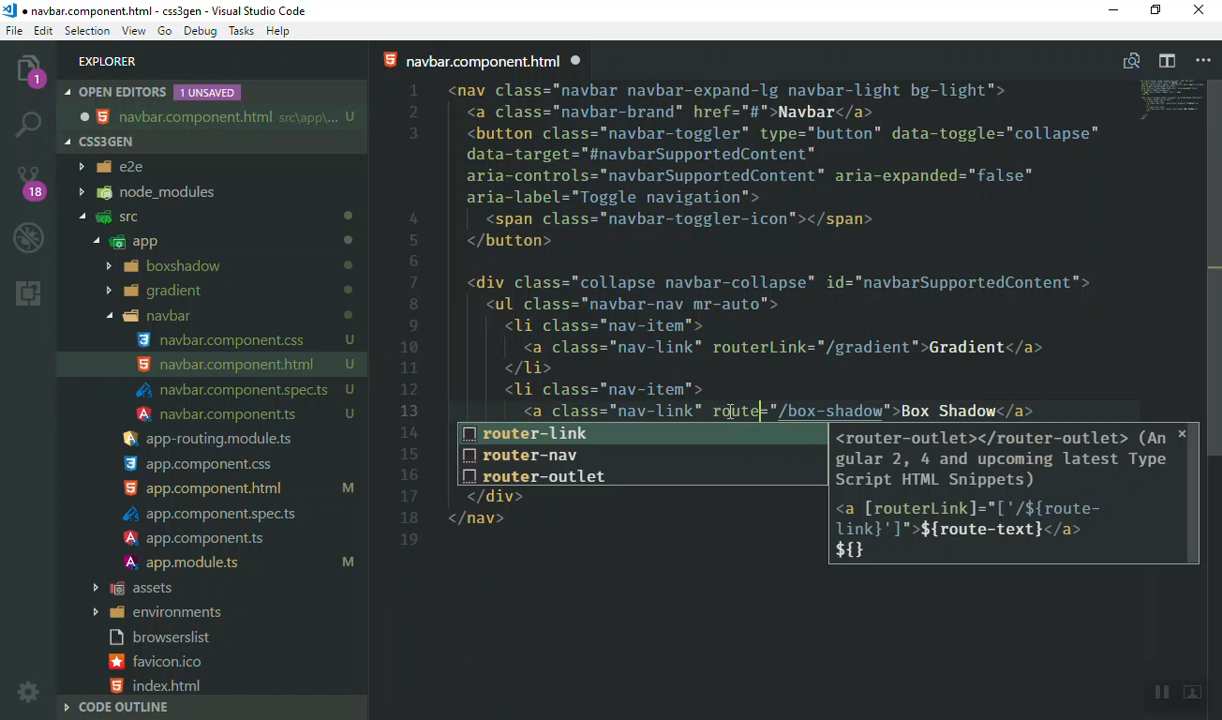 ● navbar.component.html - css3gen - Visual Studio Code
File Edit Selection View Go Debug Tasks Help
EXPLORER
OPEN EDITORS 1 UNSAVED
● navbar.component.html src\app\... U
CSS3GEN
e2e
node_modules
src
app
boxshadow
gradient
navbar
navbar.component.css U
navbar.component.html U
navbar.component.spec.ts U
navbar.component.ts U
app-routing.module.ts
app.component.css
app.component.html M
app.component.spec.ts
app.component.ts
app.module.ts M
assets
environments
browserslist
favicon.ico
index.html
CODE OUTLINE
1
18
navbar.component.html ●
1 <nav class="navbar navbar-expand-lg navbar-light bg-light">
2 <a class="navbar-brand" href="#">Navbar</a>
3 <button class="navbar-toggler" type="button" data-toggle="collapse"
data-target="#navbarSupportedContent"
aria-controls="navbarSupportedContent" aria-expanded="false"
aria-label="Toggle navigation">
4 <span class="navbar-toggler-icon"></span>
5 </button>
6
7 <div class="collapse navbar-collapse" id="navbarSupportedContent">
8 <ul class="navbar-nav mr-auto">
9 <li class="nav-item">
10 <a class="nav-link" routerLink="/gradient">Gradient</a>
11 </li>
12 <li class="nav-item">
13 <a class="nav-link" route="/box-shadow">Box Shadow</a>
14
15
16
17 </div>
18 </nav>
19
router-link
router-nav
router-outlet
<router-outlet></router-outlet> (An
gular 2, 4 and upcoming latest Type
Script HTML Snippets)
<a [routerLink]="['/${route-
link}']">${route-text}</a>
${}